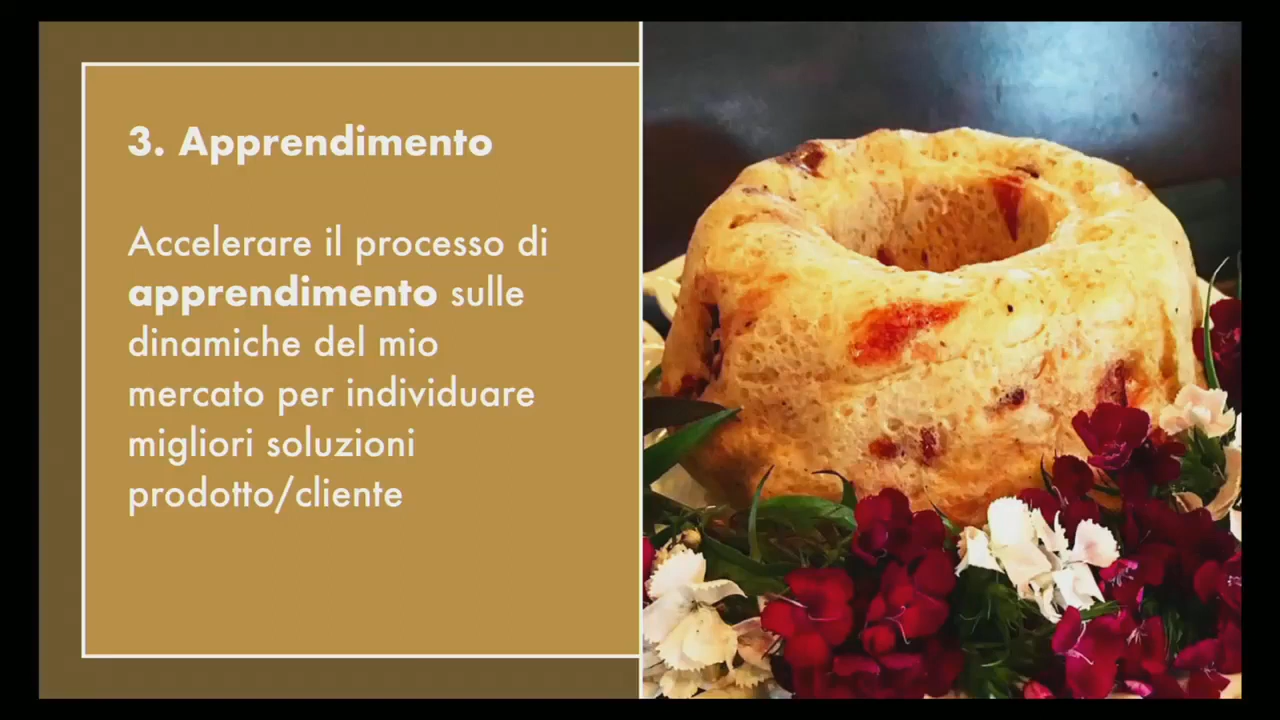 3. Apprendimento
Accelerare il processo di
apprendimento sulle
dinamiche del mio
mercato per individuare
migliori soluzioni
prodotto/cliente